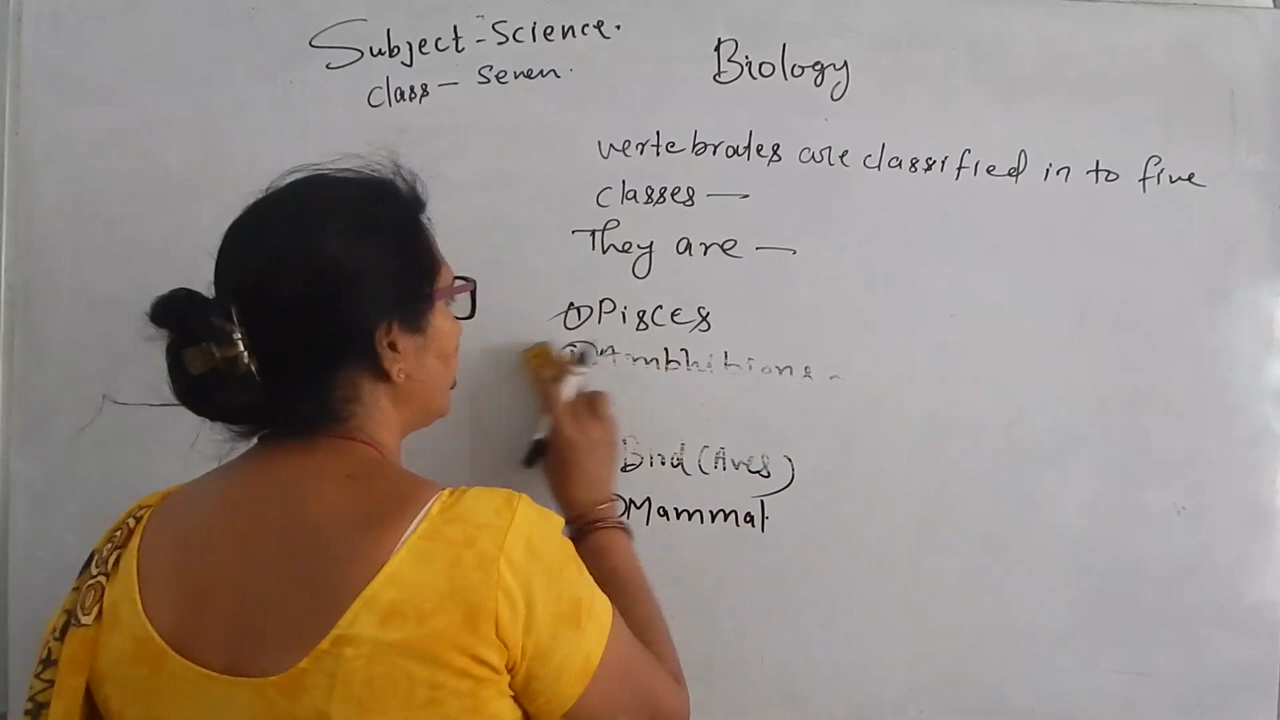 Subject - Science.
class - Seven.
Biology
vertebrates are classified in to five
classes —
They are —
① Pisces
Ambhibions -
Bird (Aves)
Mammal.